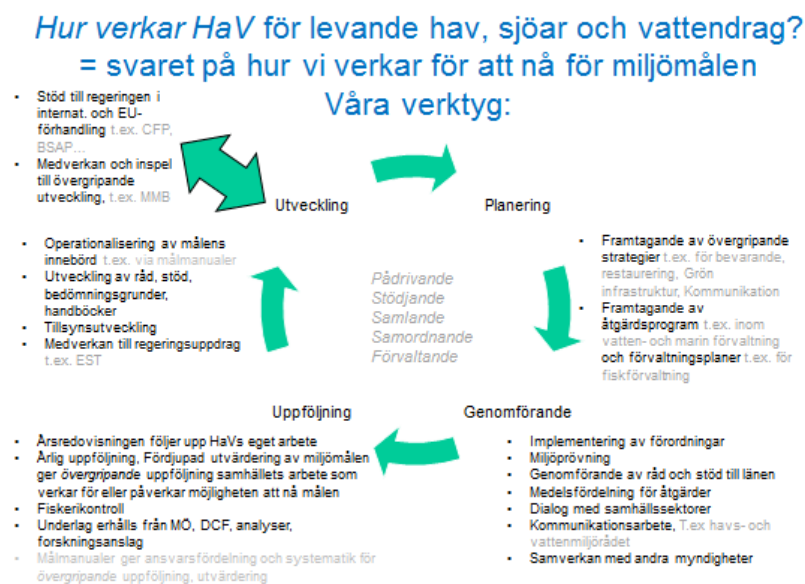 Hur verkar HaV för levande hav, sjöar och vattendrag?
= svaret på hur vi verkar för att nå för miljömålen
Våra verktyg:
• Stöd till regeringen i
internat. och EU-
förhandling t.ex. CFP,
BSAP...
• Medverkan och inspel
till övergripande
utveckling, t.ex. MMB
Utveckling
Planering
• Operationalisering av målens
innebörd t.ex. via målmanualer
• Utveckling av råd, stöd,
bedömningsgrunder,
handböcker
• Tillsynsutveckling
• Medverkan till regeringsuppdrag
t.ex. EST
Pådrivande
Stödjande
Samlande
Samordnande
Förvaltande
• Framtagande av övergripande
strategier t.ex. för bevarande,
restaurering, Grön
infrastruktur, Kommunikation
• Framtagande av
åtgärdsprogram t.ex. inom
vatten- och marin förvaltning
och förvaltningsplaner t.ex. för
fiskförvaltning
Uppföljning
Genomförande
• Årsredovisningen följer upp HaVs eget arbete
• Årlig uppföljning, Fördjupad utvärdering av miljömålen
ger övergripande uppföljning samhällets arbete som
verkar för eller påverkar möjligheten att nå målen
• Fiskerikontroll
• Underlag erhålls från MÖ, DCF, analyser,
forskningsanslag
• Målmanualer ger ansvarsfördelning och systematik för
övergripande uppföljning, utvärdering
• Implementering av förordningar
• Miljöprövning
• Genomförande av råd och stöd till länen
• Medelsfördelning för åtgärder
• Dialog med samhällssektorer
• Kommunikationsarbete, T.ex havs- och
vattenmiljörådet
• Samverkan med andra myndigheter